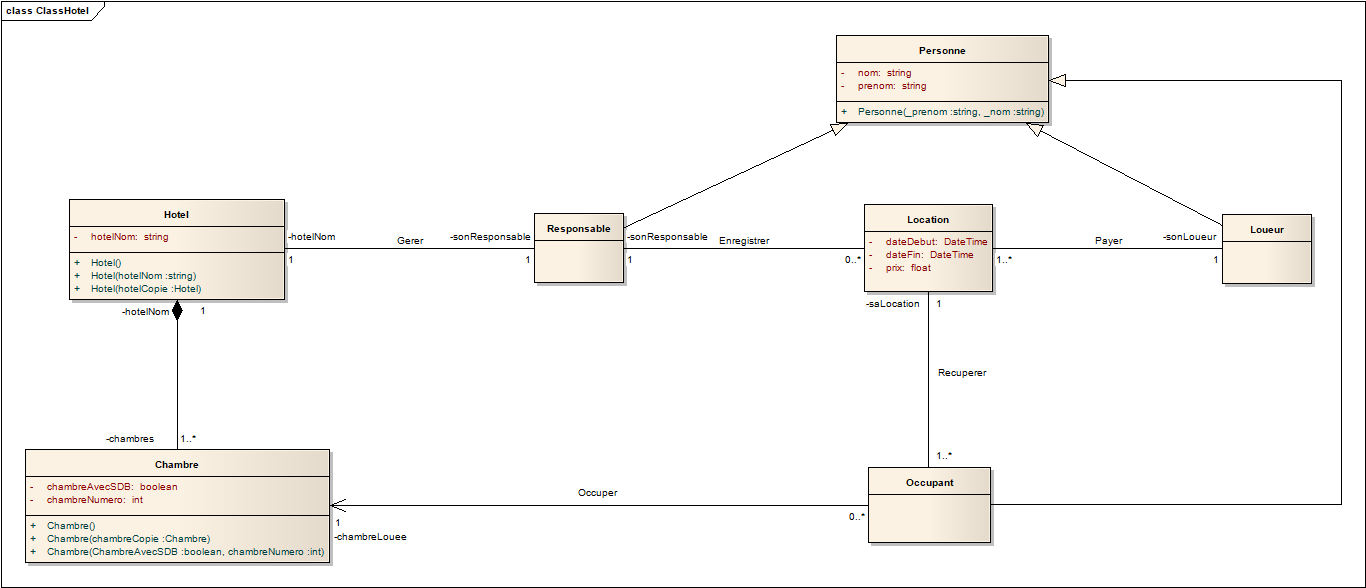 class ClassHotel
Personne
- nom: string
- prenom: string
+ Personne(_prenom :string, _nom :string)
Hotel
- hotelNom: string
+ Hotel()
+ Hotel(hotelNom :string)
+ Hotel(hotelCopie :Hotel)
-hotelNom
1
Gerer
-sonResponsable
1
Responsable
-sonResponsable
1
Enregistrer
0..*
Location
- dateDebut: DateTime
- dateFin: DateTime
- prix: float
1..*
Payer
-sonLoueur
1
Loueur
-hotelNom
1
-saLocation
1
Recuperer
1..*
-chambres
1..*
Chambre
- chambreAvecSDB: boolean
- chambreNumero: int
+ Chambre()
+ Chambre(chambreCopie :Chambre)
+ Chambre(ChambreAvecSDB :boolean, chambreNumero :int)
1
-chambreLouee
Occuper
0..*
Occupant